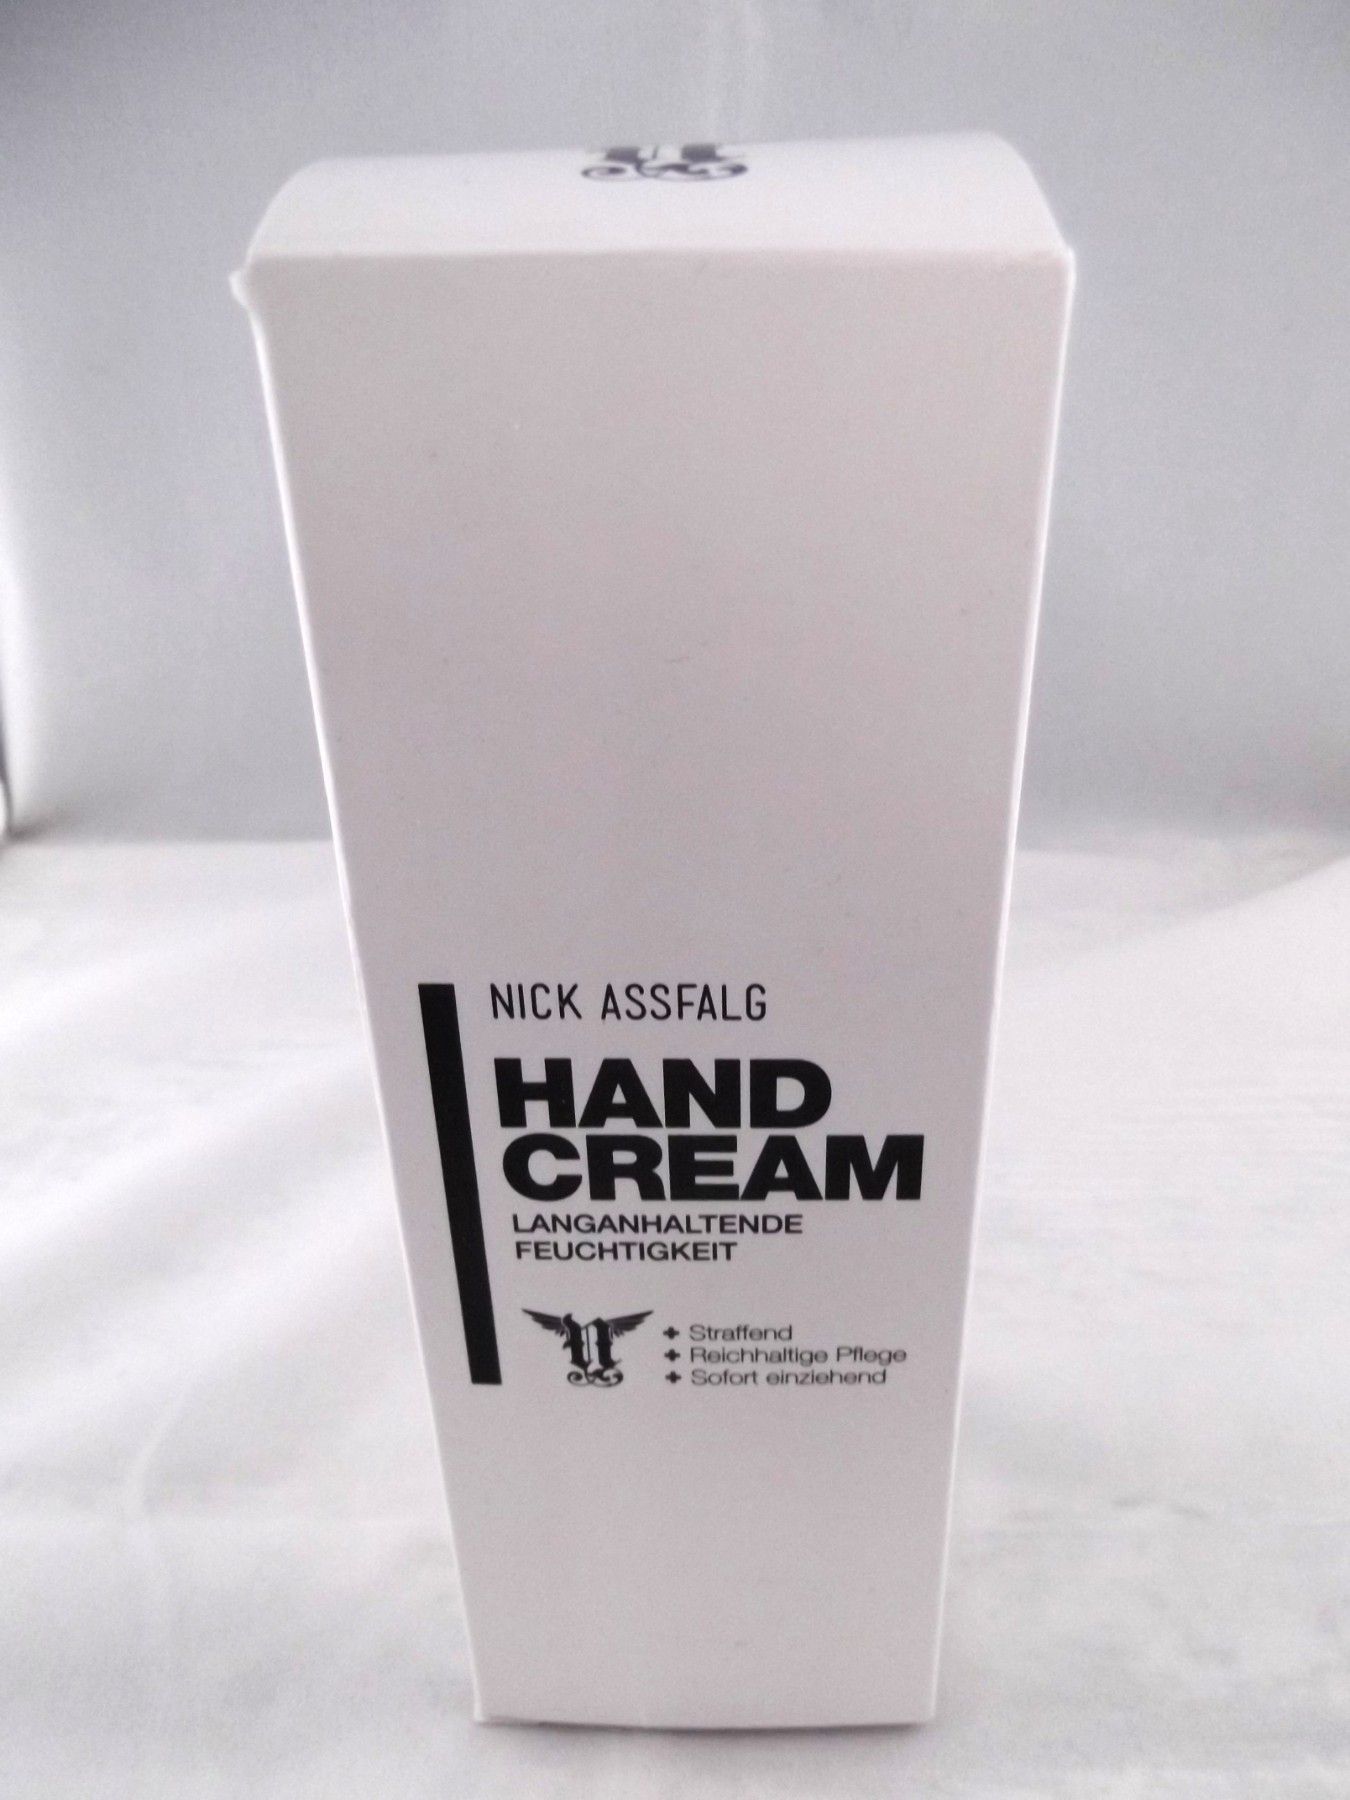 NICK ASSFALG
HAND
CREAM
LANGANHALTENDE
FEUCHTIGKEIT
+ Straffend
+ Reichhaltige Pflege
+ Sofort einziehend